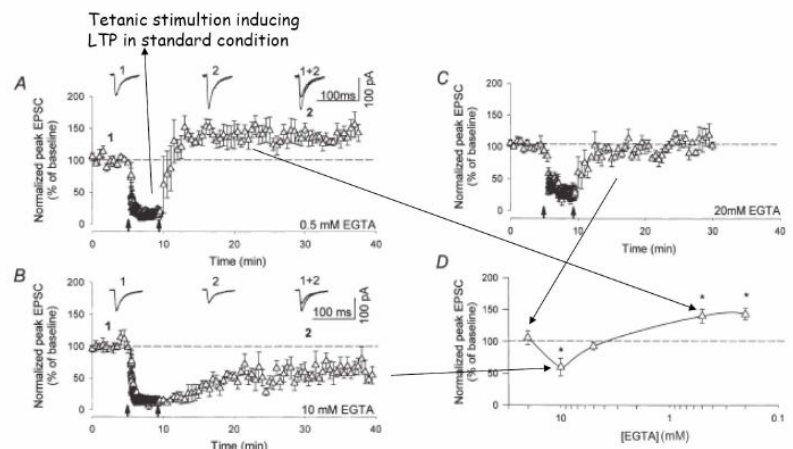 Tetanic stimultion inducing
LTP in standard condition
A
1
2
1+2
100ms
100 pA
Normalized peak EPSC
(% of baseline)
200
150
100
50
0
1
2
0.5 mM EGTA
0 10 20 30 40
Time (min)
B
1
2
1+2
100 ms
100 pA
Normalized peak EPSC
(% of baseline)
200
150
100
50
0
1
2
10 mM EGTA
0 10 20 30 40
Time (min)
C
Normalized peak EPSC
(% of baseline)
200
150
100
50
0
20mM EGTA
0 10 20 30 40
Time (min)
D
Normalized peak EPSC
(% of baseline)
200
150
100
50
0
* * *
10 1 0.1
[EGTA] (mM)